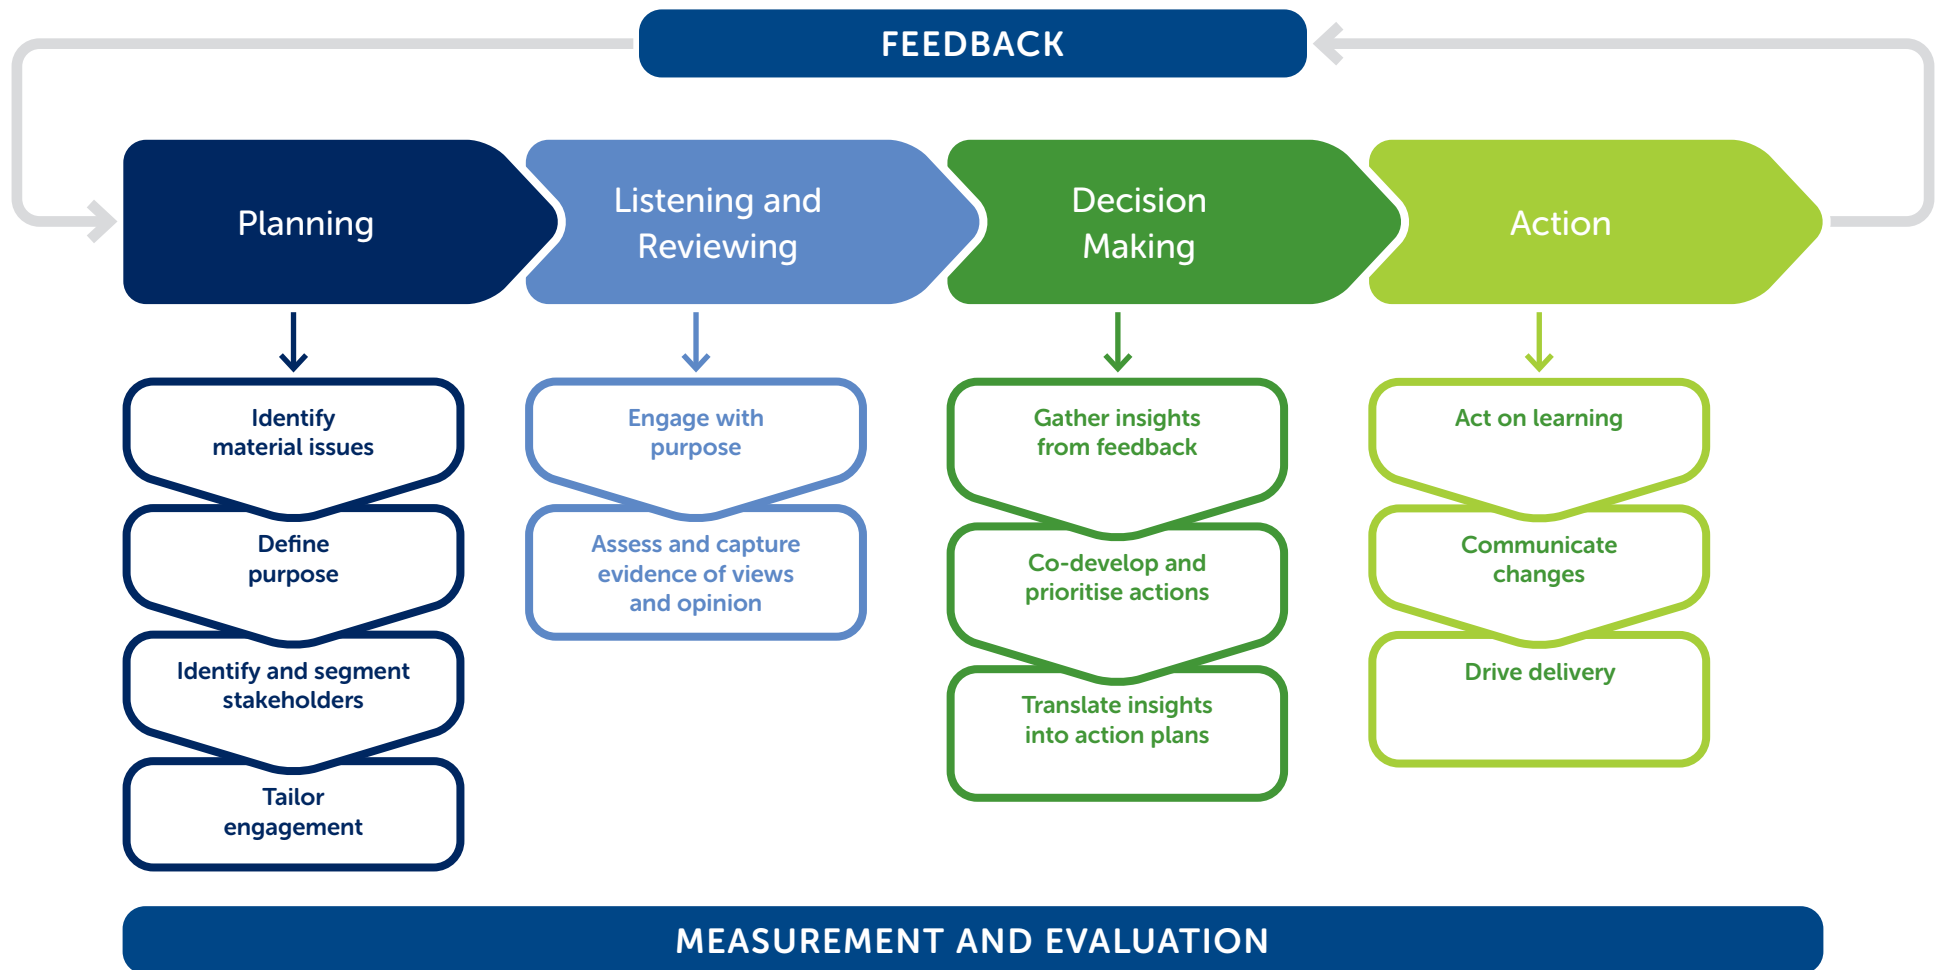 FEEDBACK
Planning
Listening and
Reviewing
Decision
Making
Action
Identify
material issues
Define
purpose
Identify and segment
stakeholders
Tailor
engagement
Engage with
purpose
Assess and capture
evidence of views
and opinion
Gather insights
from feedback
Co-develop and
prioritise actions
Translate insights
into action plans
Act on learning
Communicate
changes
Drive delivery
MEASUREMENT AND EVALUATION